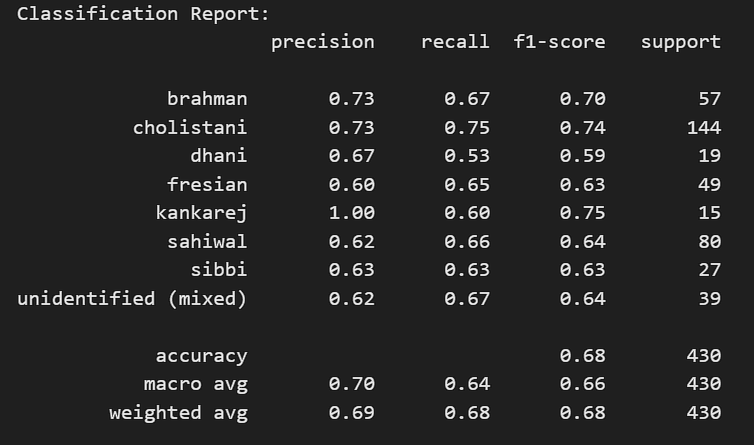 Classification Report:
precision recall f1-score support
brahman 0.73 0.67 0.70 57
cholistani 0.73 0.75 0.74 144
dhani 0.67 0.53 0.59 19
fresian 0.60 0.65 0.63 49
kankarej 1.00 0.60 0.75 15
sahiwal 0.62 0.66 0.64 80
sibbi 0.63 0.63 0.63 27
unidentified (mixed) 0.62 0.67 0.64 39
accuracy 0.68 430
macro avg 0.70 0.64 0.66 430
weighted avg 0.69 0.68 0.68 430